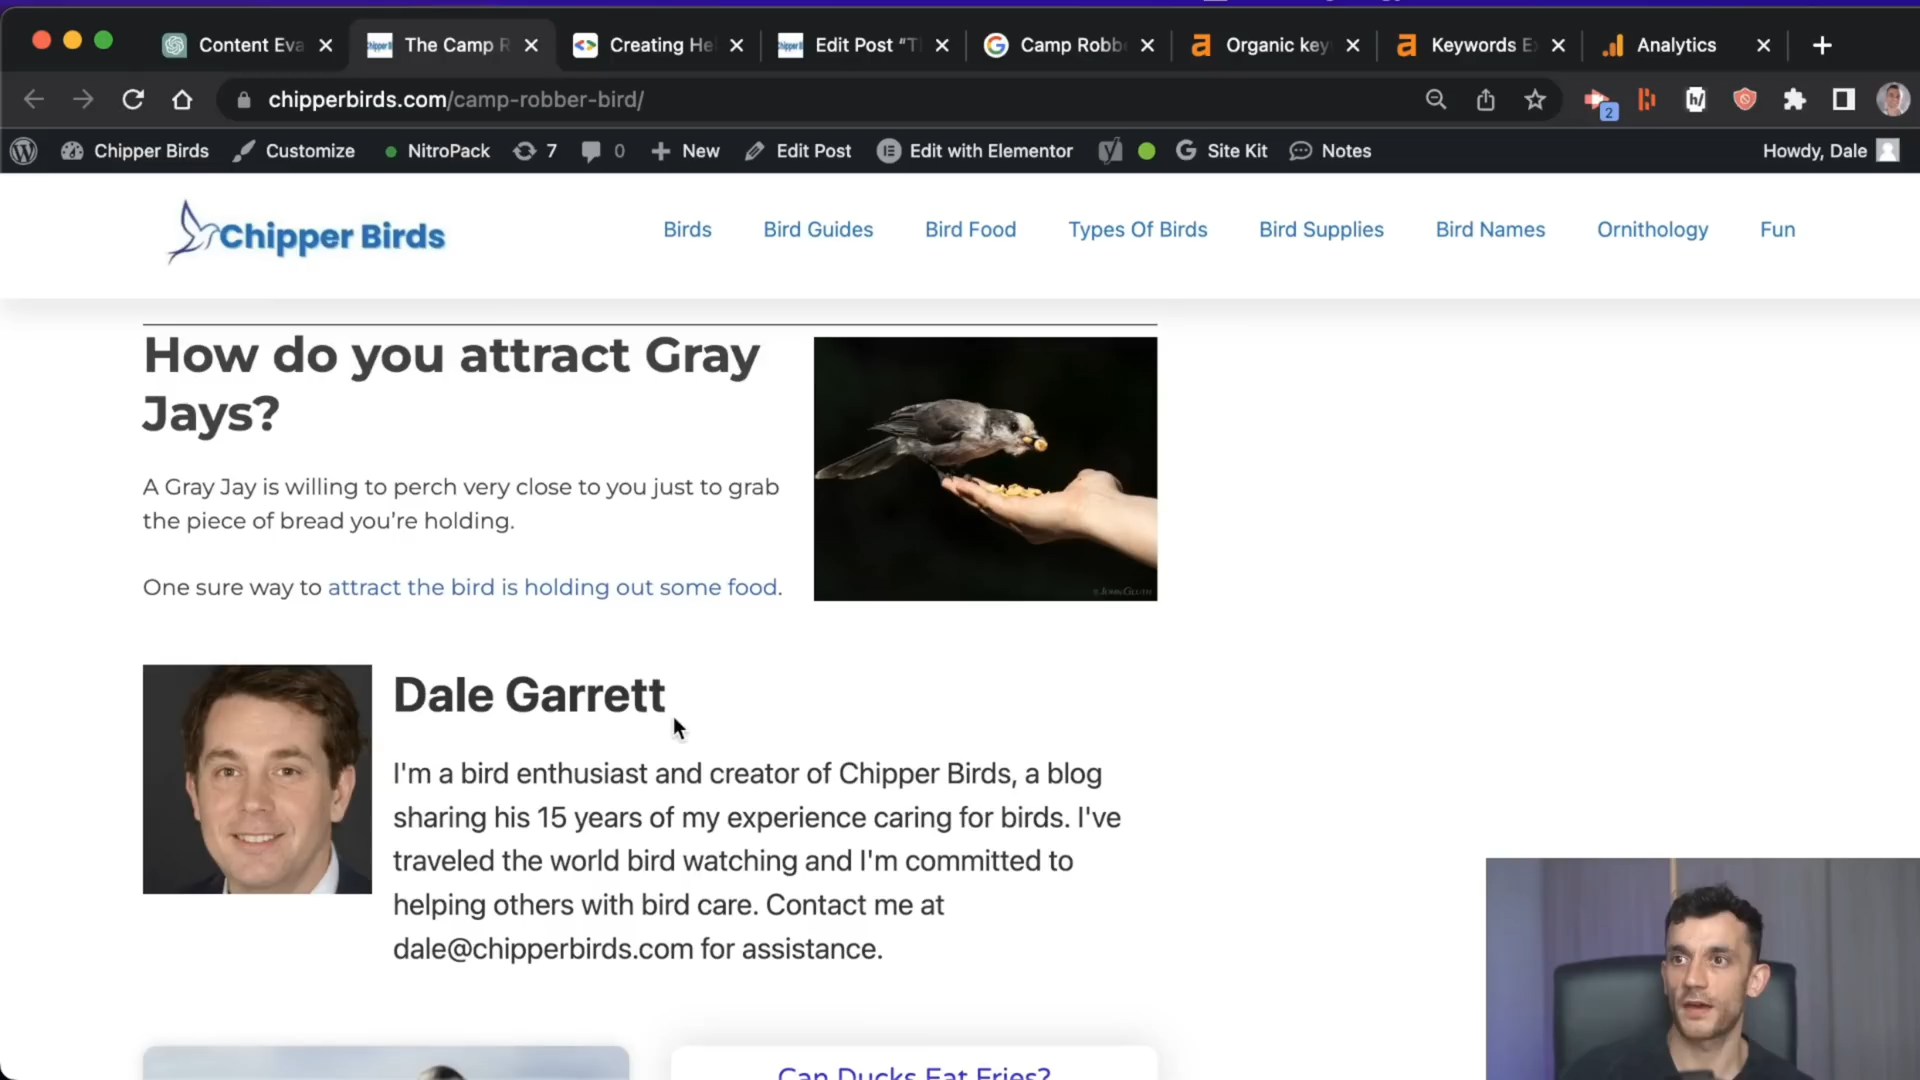 Content Eva
The Camp R
Creating He
Edit Post “T
Camp Robb
Organic key
Keywords E
Analytics
chipperbirds.com/camp-robber-bird/
2
Chipper Birds
Customize
NitroPack
7
0
New
Edit Post
Edit with Elementor
Site Kit
Notes
Howdy, Dale
Chipper Birds
Birds
Bird Guides
Bird Food
Types Of Birds
Bird Supplies
Bird Names
Ornithology
Fun
How do you attract Gray
Jays?
A Gray Jay is willing to perch very close to you just to grab
the piece of bread you're holding.
One sure way to attract the bird is holding out some food.
Dale Garrett
I'm a bird enthusiast and creator of Chipper Birds, a blog
sharing his 15 years of my experience caring for birds. I've
traveled the world bird watching and I'm committed to
helping others with bird care. Contact me at
dale@chipperbirds.com for assistance.
Can Ducks Eat Fries?